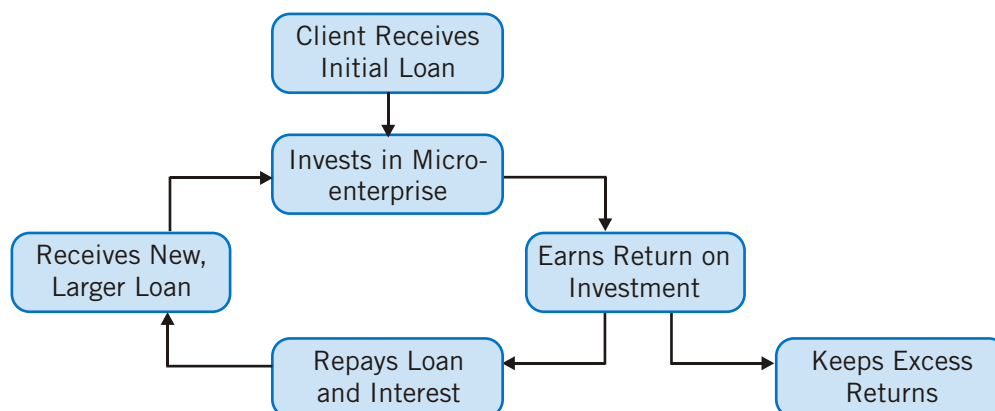 Client Receives
Initial Loan
Invests in Micro-
enterprise
Receives New,
Larger Loan
Earns Return on
Investment
Repays Loan
and Interest
Keeps Excess
Returns